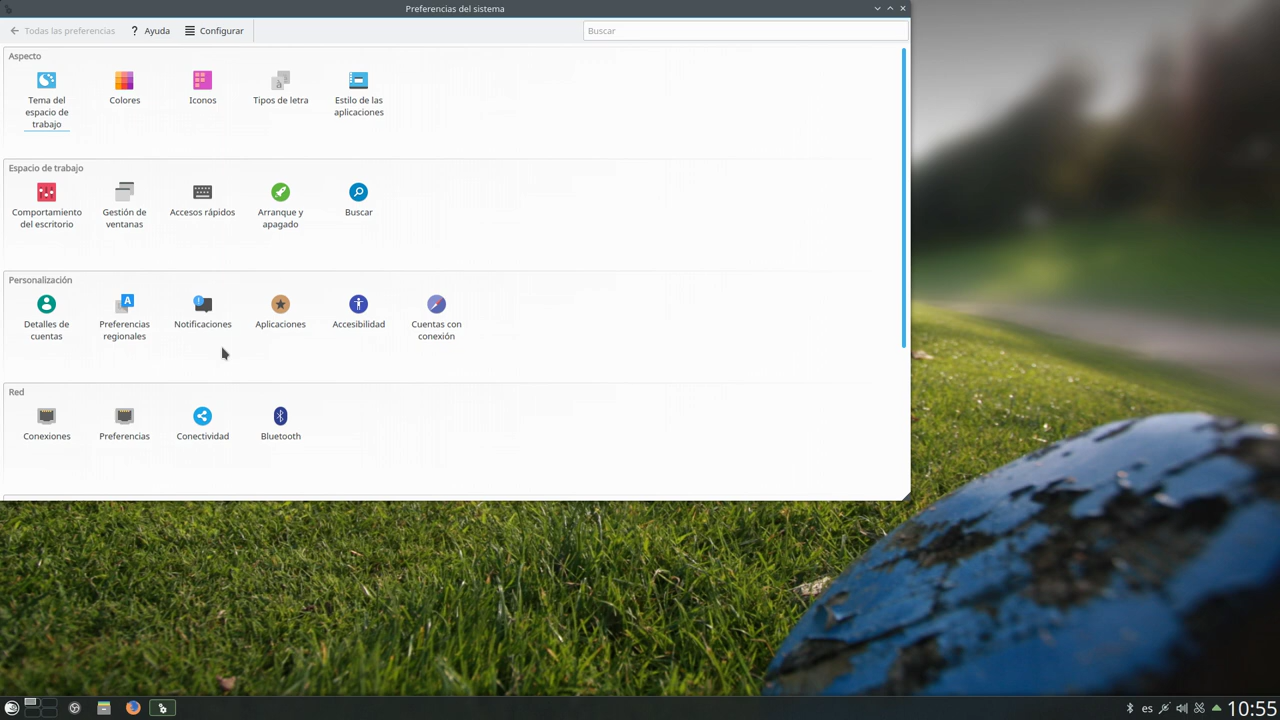 Preferencias del sistema
Todas las preferencias
? Ayuda
Configurar
Buscar
Aspecto
Tema del
espacio de
trabajo
Colores
Iconos
Tipos de letra
Estilo de las
aplicaciones
Espacio de trabajo
Comportamiento
del escritorio
Gestión de
ventanas
Accesos rápidos
Arranque y
apagado
Buscar
Personalización
Detalles de
cuentas
Preferencias
regionales
Notificaciones
Aplicaciones
Accesibilidad
Cuentas con
conexión
Red
Conexiones
Preferencias
Conectividad
Bluetooth
es
10:55